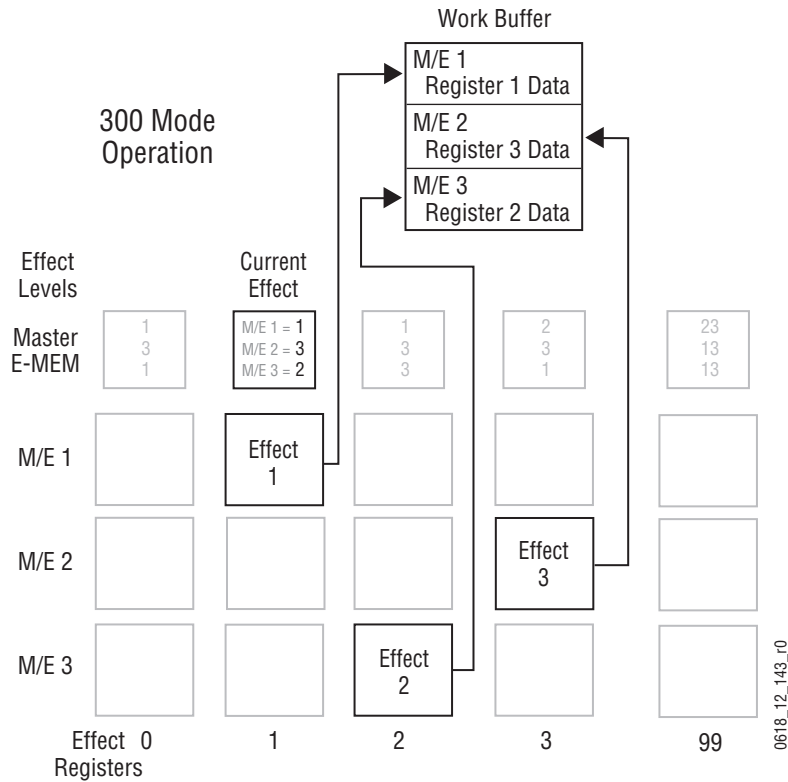 Work Buffer
M/E 1
Register 1 Data
M/E 2
Register 3 Data
M/E 3
Register 2 Data
300 Mode
Operation
Effect
Levels
Current
Effect
Master
E-MEM
1
3
1
M/E 1 = 1
M/E 2 = 3
M/E 3 = 2
1
3
3
2
3
1
23
13
13
M/E 1
Effect
1
M/E 2
Effect
3
M/E 3
Effect
2
Effect 0
Registers
1
2
3
99
0618_12_143_r0